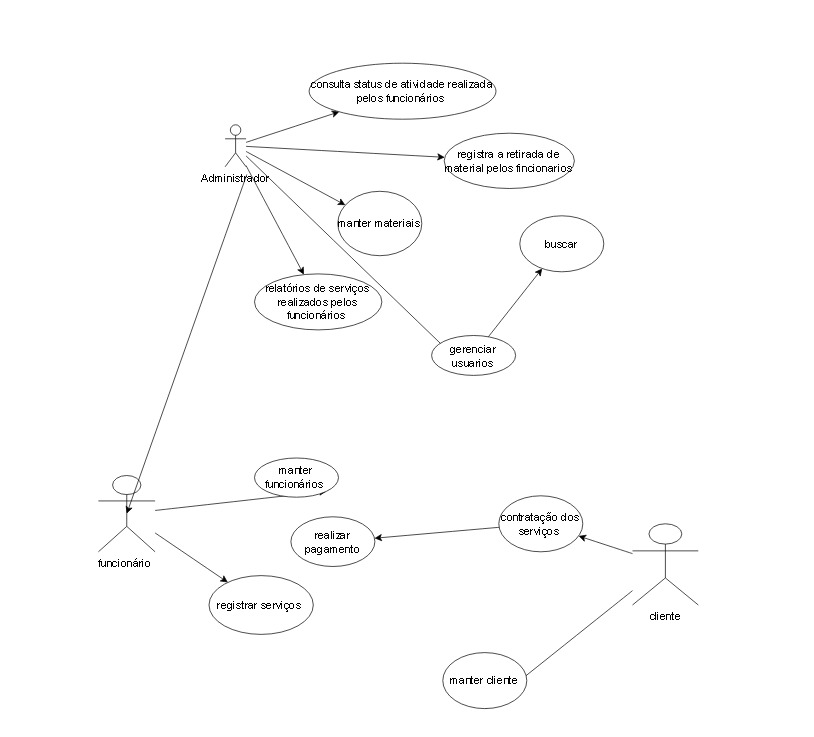 consulta status de atividade realizada
pelos funcionários
registra a retirada de
material pelos fincionarios
Administrador
manter materiais
buscar
relatórios de serviços
realizados pelos
funcionários
gerenciar
usuarios
manter
funcionários
contratação dos
serviços
realizar
pagamento
funcionário
registrar serviços
cliente
manter cliente